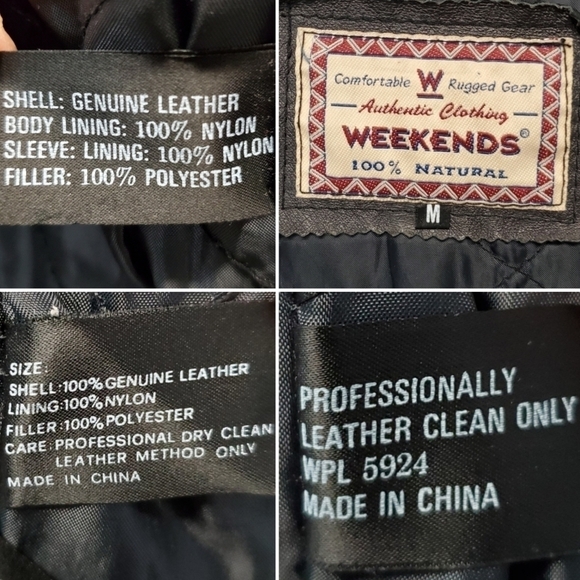 SHELL: GENUINE LEATHER
BODY LINING: 100% NYLON
SLEEVE: LINING: 100% NYLON
FILLER: 100% POLYESTER
W
Comfortable Rugged Gear
Authentic Clothing
WEEKENDS®
100% NATURAL
M
SIZE:
SHELL:100% GENUINE LEATHER
LINING:100% NYLON
FILLER:100% POLYESTER
CARE: PROFESSIONAL DRY CLEAN
LEATHER METHOD ONLY
MADE IN CHINA
PROFESSIONALLY
LEATHER CLEAN ONLY
WPL 5924
MADE IN CHINA